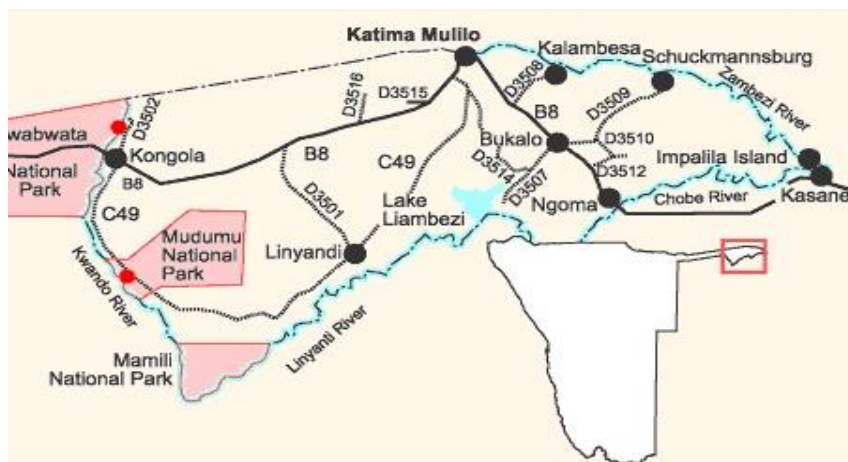 Katima Mulilo
Kalambesa
Schuckmannsburg
Zambezi River
D3502
D3516
D3515
D3508
D3509
wabwata
National
Park
Kongola
B8
B8
B8
C49
C49
Bukalo
D3510
D3512
D3514
D3507
Impalila Island
Kasane
Chobe River
Ngoma
D3501
Lake
Liambezi
Linyandi
Mudumu
National
Park
Kwando River
Linyanti River
Mamili
National Park